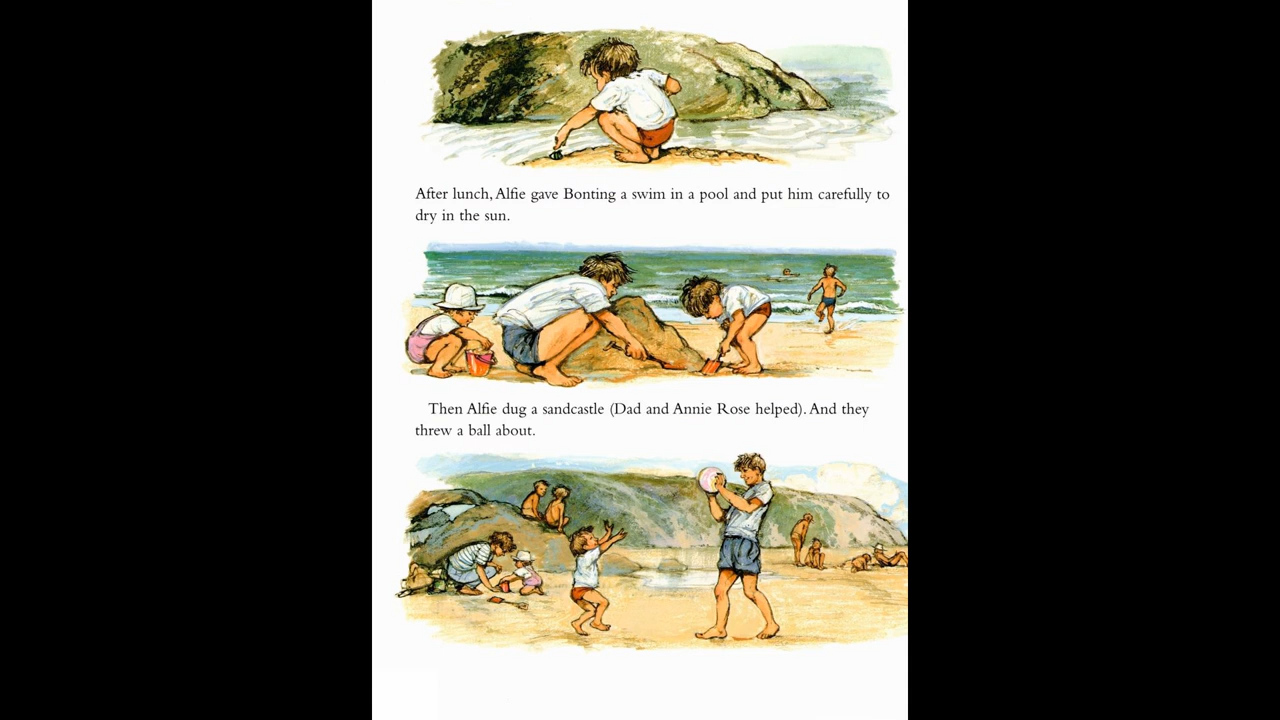 After lunch, Alfie gave Bonting a swim in a pool and put him carefully to
dry in the sun.
Then Alfie dug a sandcastle (Dad and Annie Rose helped). And they
threw a ball about.